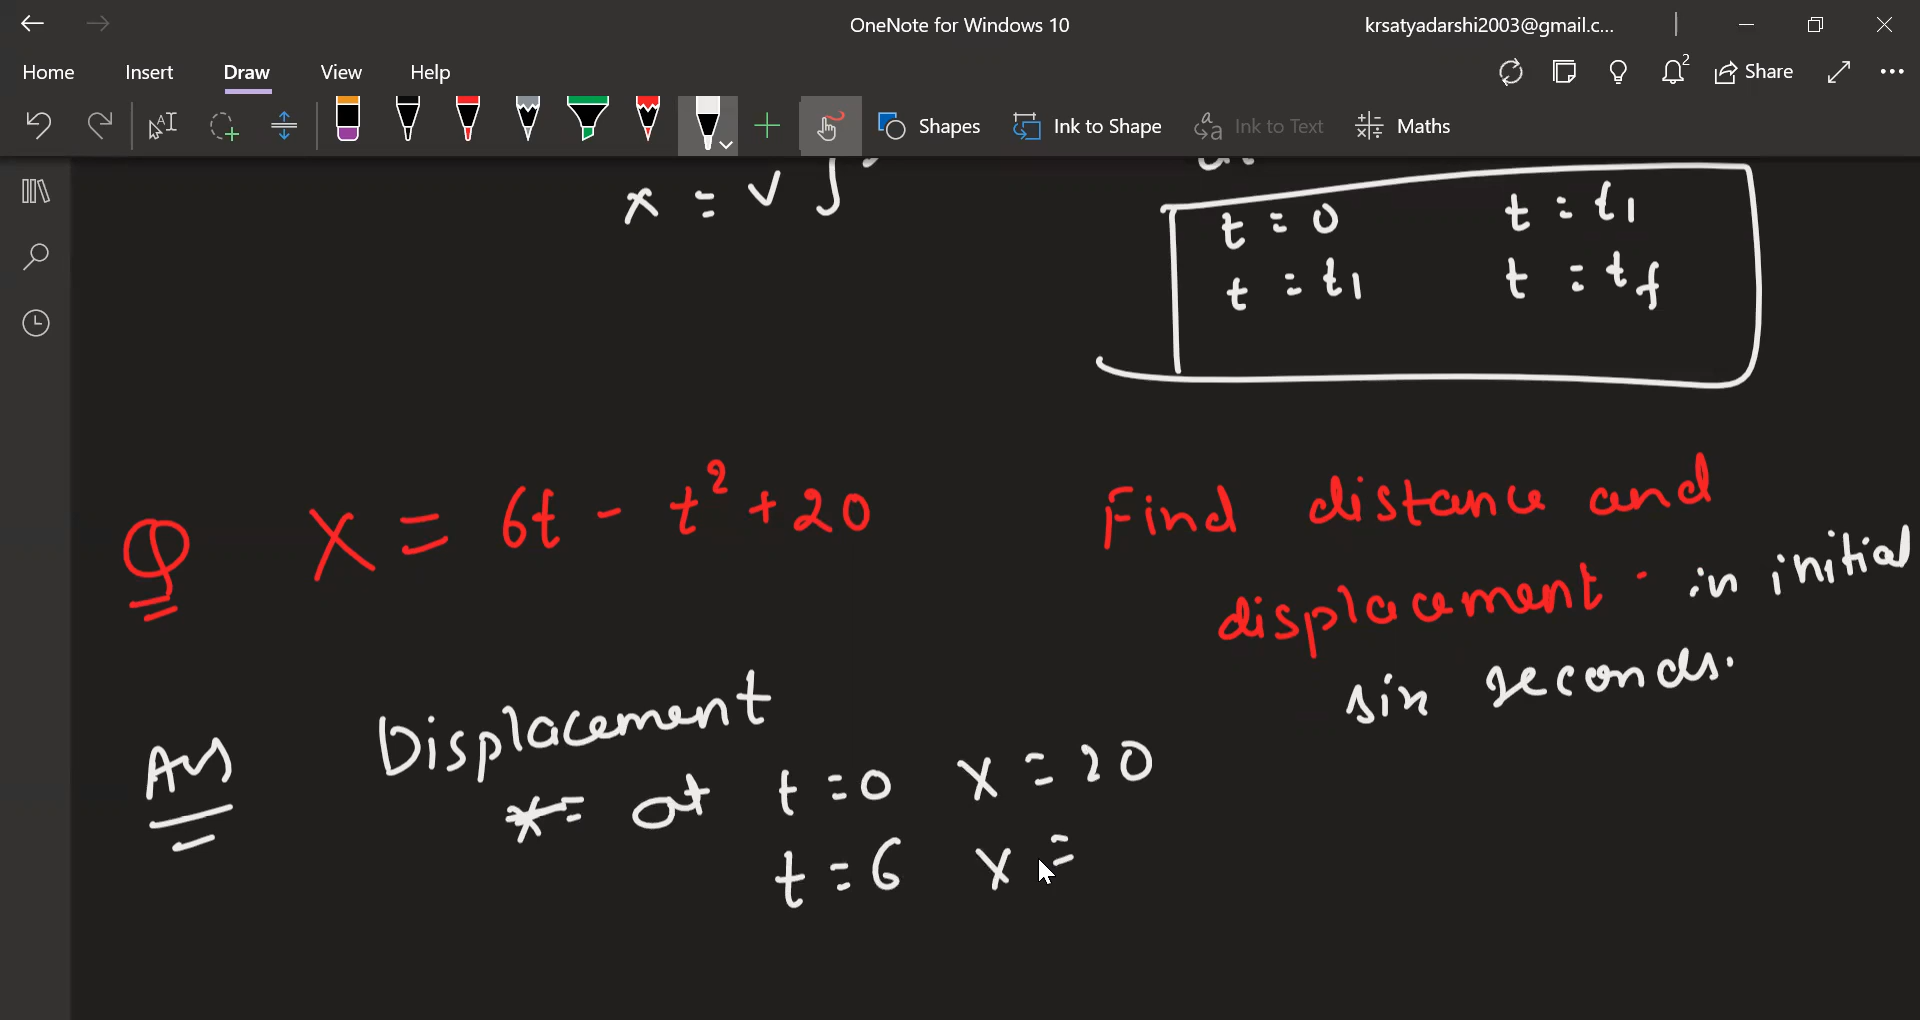 OneNote for Windows 10
krsatyadarshi2003@gmail.c...
Home Insert Draw View Help
2 Share
Shapes Ink to Shape Ink to Text Maths
x = v ∫
t = 0 t = t1
t = t1 t = tf
Q X = 6t - t² + 20 Find distance and
displacement . in initial
six seconds.
Ans Displacement
at t = 0 X = 20
t = 6 X =